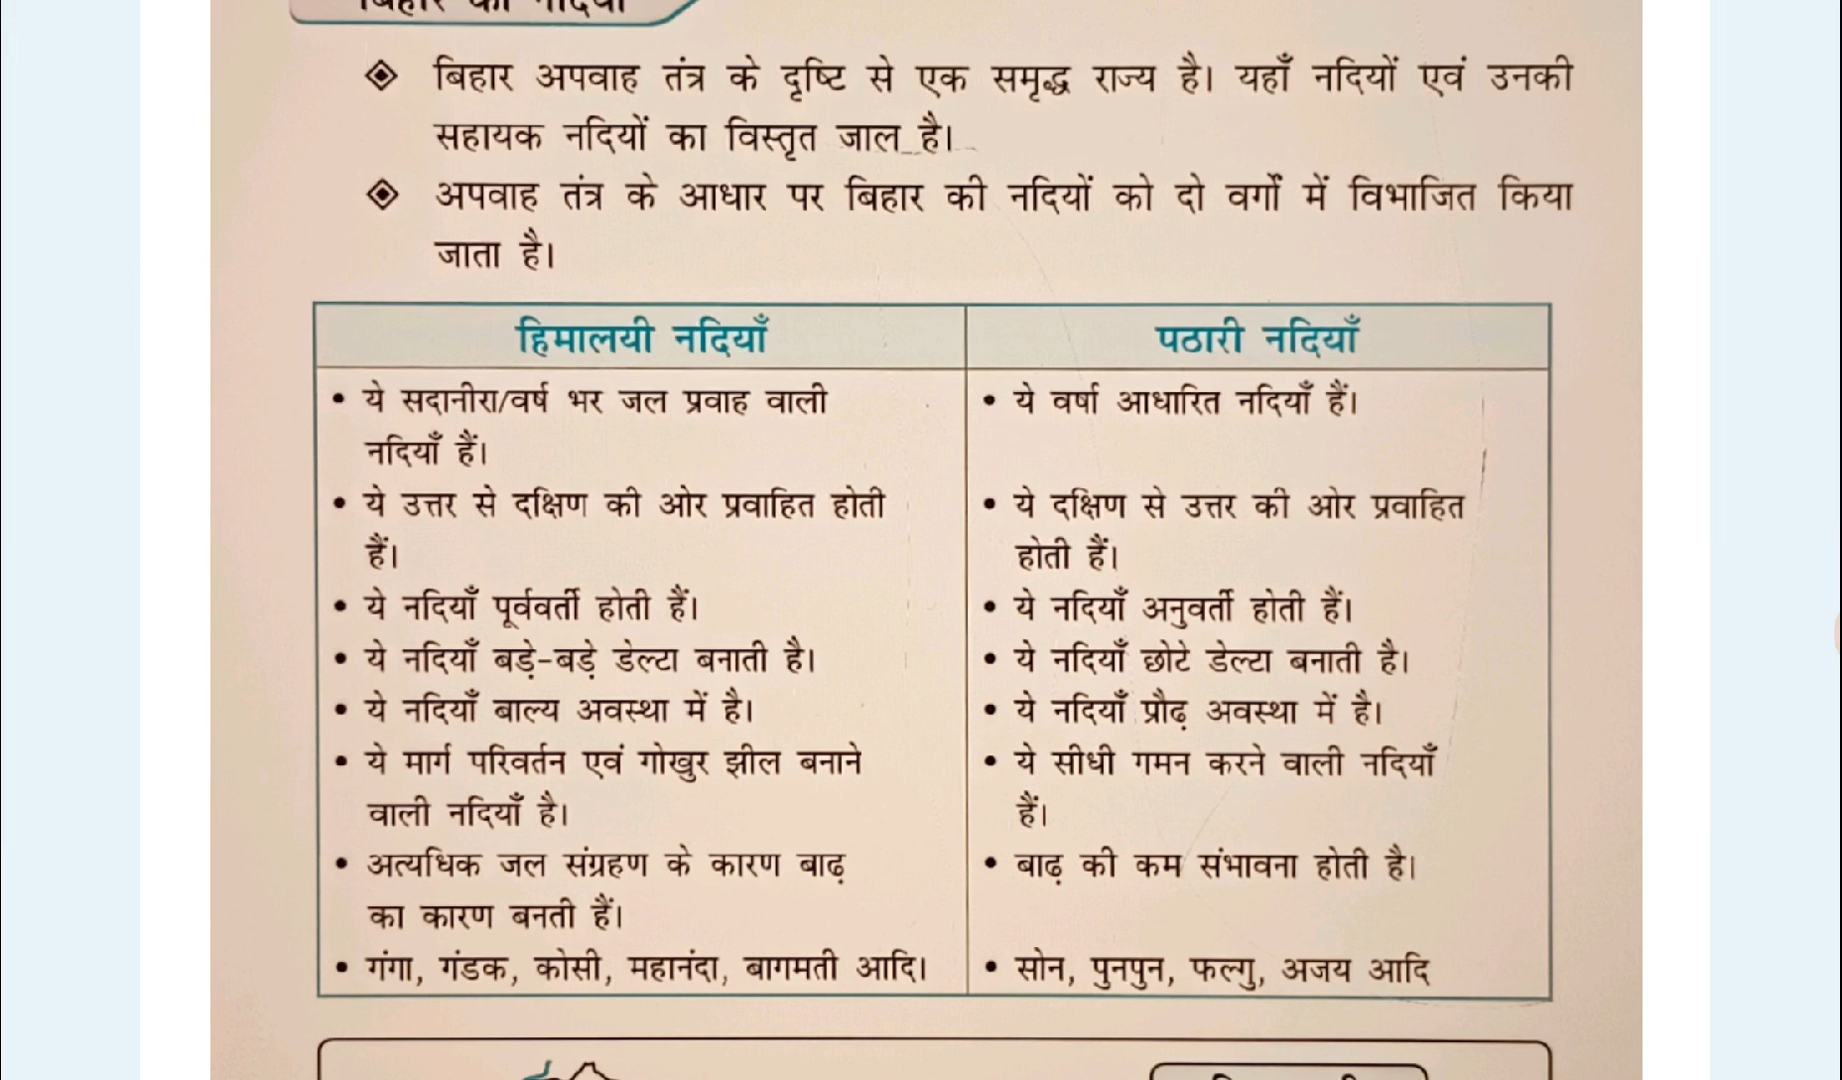 बिहार की नदियाँ
बिहार अपवाह तंत्र के दृष्टि से एक समृद्ध राज्य है। यहाँ नदियों एवं उनकी
सहायक नदियों का विस्तृत जाल है।
अपवाह तंत्र के आधार पर बिहार की नदियों को दो वर्गों में विभाजित किया
जाता है।
हिमालयी नदियाँ
• ये सदानीरा/वर्ष भर जल प्रवाह वाली
नदियाँ हैं।
• ये उत्तर से दक्षिण की ओर प्रवाहित होती
हैं।
• ये नदियाँ पूर्ववर्ती होती हैं।
• ये नदियाँ बड़े-बड़े डेल्टा बनाती है।
• ये नदियाँ बाल्य अवस्था में है।
• ये मार्ग परिवर्तन एवं गोखुर झील बनाने
वाली नदियाँ है।
• अत्यधिक जल संग्रहण के कारण बाढ़
का कारण बनती हैं।
• गंगा, गंडक, कोसी, महानंदा, बागमती आदि।
पठारी नदियाँ
• ये वर्षा आधारित नदियाँ हैं।
• ये दक्षिण से उत्तर की ओर प्रवाहित
होती हैं।
• ये नदियाँ अनुवर्ती होती हैं।
• ये नदियाँ छोटे डेल्टा बनाती है।
• ये नदियाँ प्रौढ़ अवस्था में है।
• ये सीधी गमन करने वाली नदियाँ
हैं।
• बाढ़ की कम संभावना होती है।
• सोन, पुनपुन, फल्गु, अजय आदि